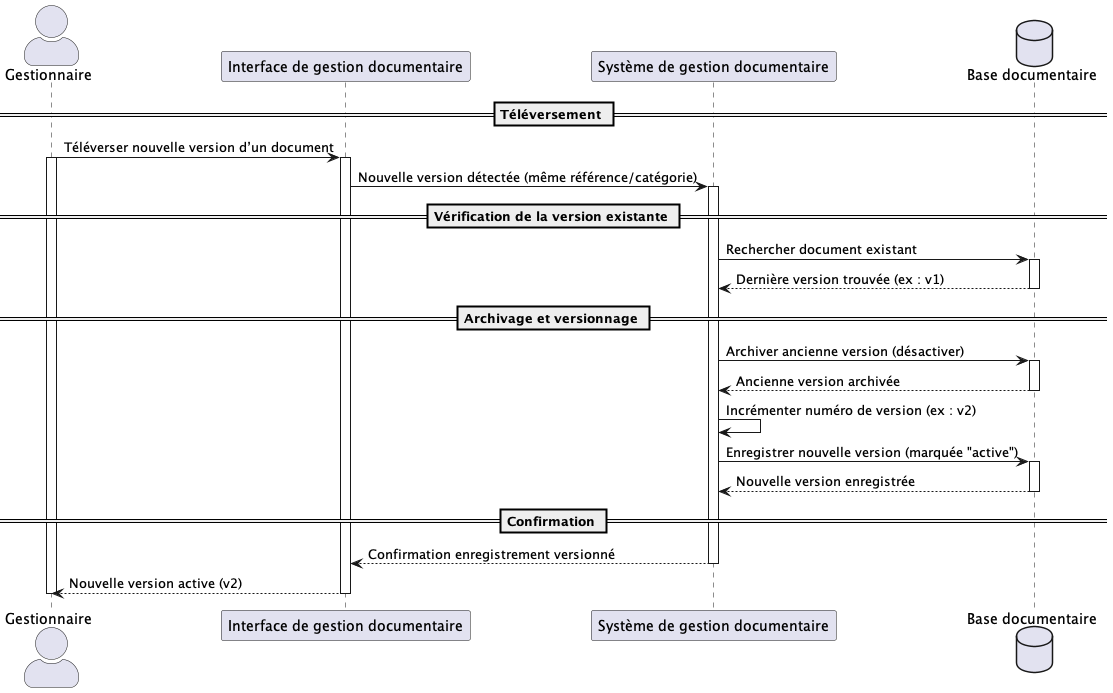 Gestionnaire
Interface de gestion documentaire
Système de gestion documentaire
Base documentaire
Téléversement
Téléverser nouvelle version d’un document
Nouvelle version détectée (même référence/catégorie)
Vérification de la version existante
Rechercher document existant
Dernière version trouvée (ex : v1)
Archivage et versionnage
Archiver ancienne version (désactiver)
Ancienne version archivée
Incrémenter numéro de version (ex : v2)
Enregistrer nouvelle version (marquée "active")
Nouvelle version enregistrée
Confirmation
Confirmation enregistrement versionné
Nouvelle version active (v2)
Gestionnaire
Interface de gestion documentaire
Système de gestion documentaire
Base documentaire